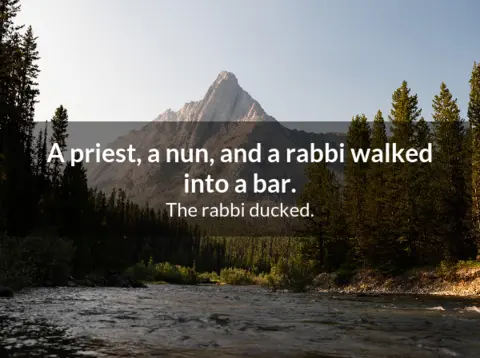 A priest, a nun, and a rabbi walked
into a bar.
The rabbi ducked.